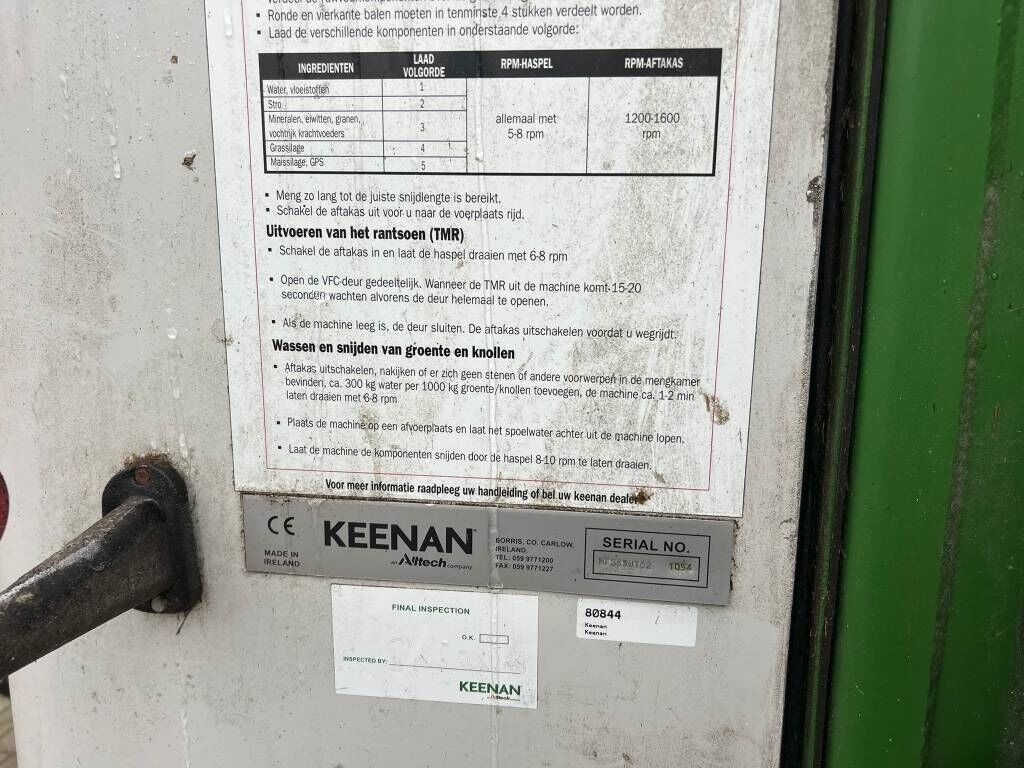 Ronde en vierkante balen moeten in tenminste 4 stukken verdeelt worden.
Laad de verschillende komponenten in onderstaande volgorde:
INGREDIENTEN LAAD VOLGORDE RPM-HASPEL RPM-AFTAKAS
Water, vloeistoffen 1
Stro 2
Mineralen, eiwitten, granen,
vochtrijk krachtvoeders 3
Grassilage 4
Maissilage, GPS 5
allemaal met
5-8 rpm
1200-1600
rpm
Meng zo lang tot de juiste snijdlengte is bereikt.
Schakel de aftakas uit voor u naar de voerplaats rijd.
Uitvoeren van het rantsoen (TMR)
Schakel de aftakas in en laat de haspel draaien met 6-8 rpm
Open de VFC-deur gedeeltelijk. Wanneer de TMR uit de machine komt 15-20
seconden wachten alvorens de deur helemaal te openen.
Als de machine leeg is, de deur sluiten. De aftakas uitschakelen voordat u wegrijdt.
Wassen en snijden van groente en knollen
Aftakas uitschakelen, nakijken of er zich geen stenen of andere voorwerpen in de mengkamer
bevinden, ca. 300 kg water per 1000 kg groente/knollen toevoegen, de machine ca. 1-2 min
laten draaien met 6-8 rpm
Plaats de machine op een afvoerplaats en laat het spoelwater achter uit de machine lopen.
Laat de machine de komponenten snijden door de haspel 8-10 rpm te laten draaien.
Voor meer informatie raadpleeg uw handleiding of bel uw keenan dealer
CE
MADE IN
IRELAND
KEENAN
an Alltech company
BORRIS, CO. CARLOW,
IRELAND.
TEL: 059 9771200
FAX: 059 9771227
SERIAL NO.
1054
FINAL INSPECTION
O.K.
INSPECTED BY:
KEENAN
Alltech
80844
Keenan
Keenan